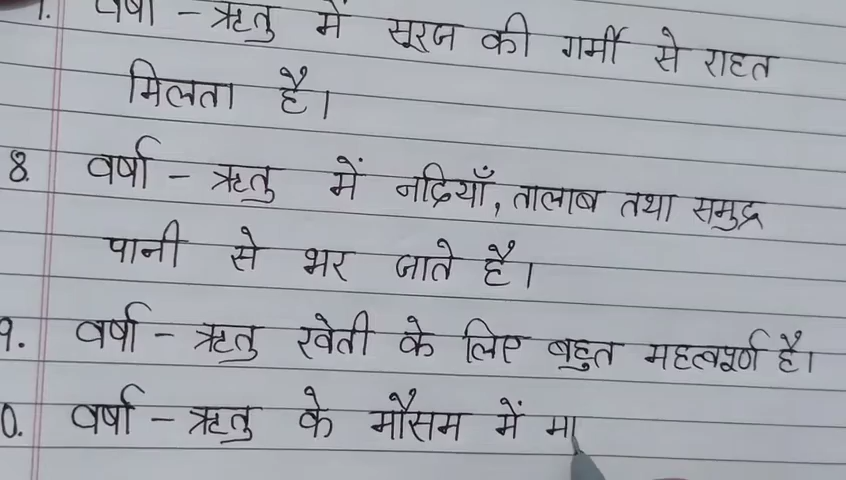 7. वर्षा - ऋतु में सूरज की गर्मी से राहत
मिलता है।
8. वर्षा - ऋतु में नदियाँ, तालाब तथा समुद्र
पानी से भर जाते है।
9. वर्षा - ऋतु खेती के लिए बहुत महत्वपूर्ण है।
0. वर्षा - ऋतु के मौसम में मा